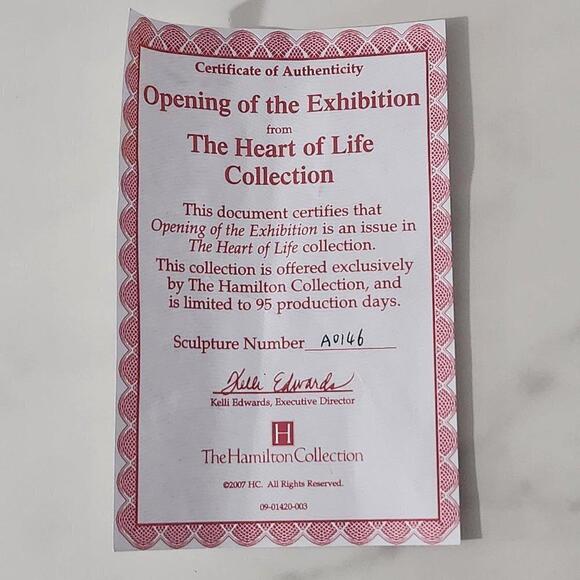 Certificate of Authenticity
Opening of the Exhibition
from
The Heart of Life
Collection
This document certifies that
Opening of the Exhibition is an issue in
The Heart of Life collection.
This collection is offered exclusively
by The Hamilton Collection, and
is limited to 95 production days.
Sculpture Number A0146
Kelli Edwards
Kelli Edwards, Executive Director
H
The Hamilton Collection
©2007 HC. All Rights Reserved.
09-01420-003